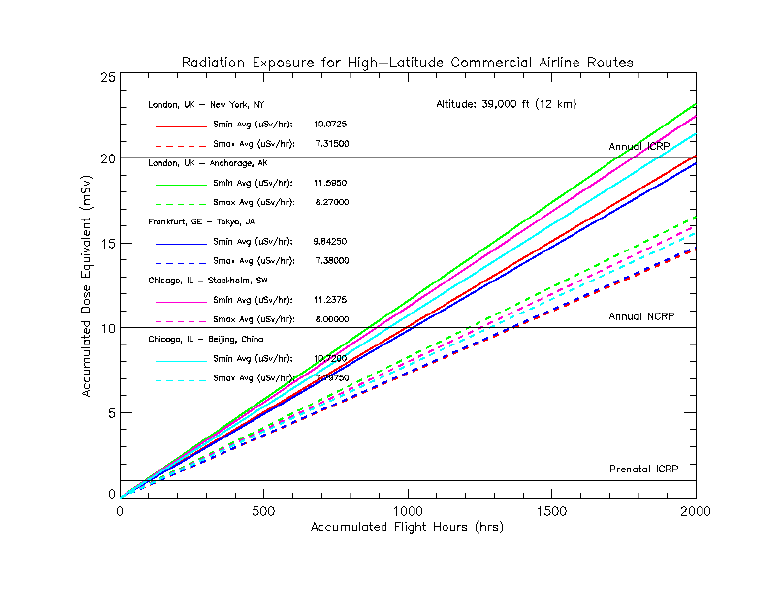 Radiation Exposure for High-Latitude Commercial Airline Routes
25
London, UK - New York, NY
Altitude: 39,000 ft (12 km)
Smin Avg (uSv/hr): 10.0725
Smax Avg (uSv/hr): 7.31500
Annual ICRP
20
London, UK - Anchorage, AK
Smin Avg (uSv/hr): 11.5950
Smax Avg (uSv/hr): 8.27000
Frankfurt, GE - Tokyo, JA
15
Smin Avg (uSv/hr): 9.84250
Smax Avg (uSv/hr): 7.38000
Chicago, IL - Stockholm, SW
Smin Avg (uSv/hr): 11.2375
Smax Avg (uSv/hr): 8.00000
Annual NCRP
10
Chicago, IL - Beijing, China
Smin Avg (uSv/hr):
Smax Avg (uSv/hr):
5
Prenatal ICRP
0
Accumulated Dose Equivalent (mSv)
0 500 1000 1500 2000
Accumulated Flight Hours (hrs)